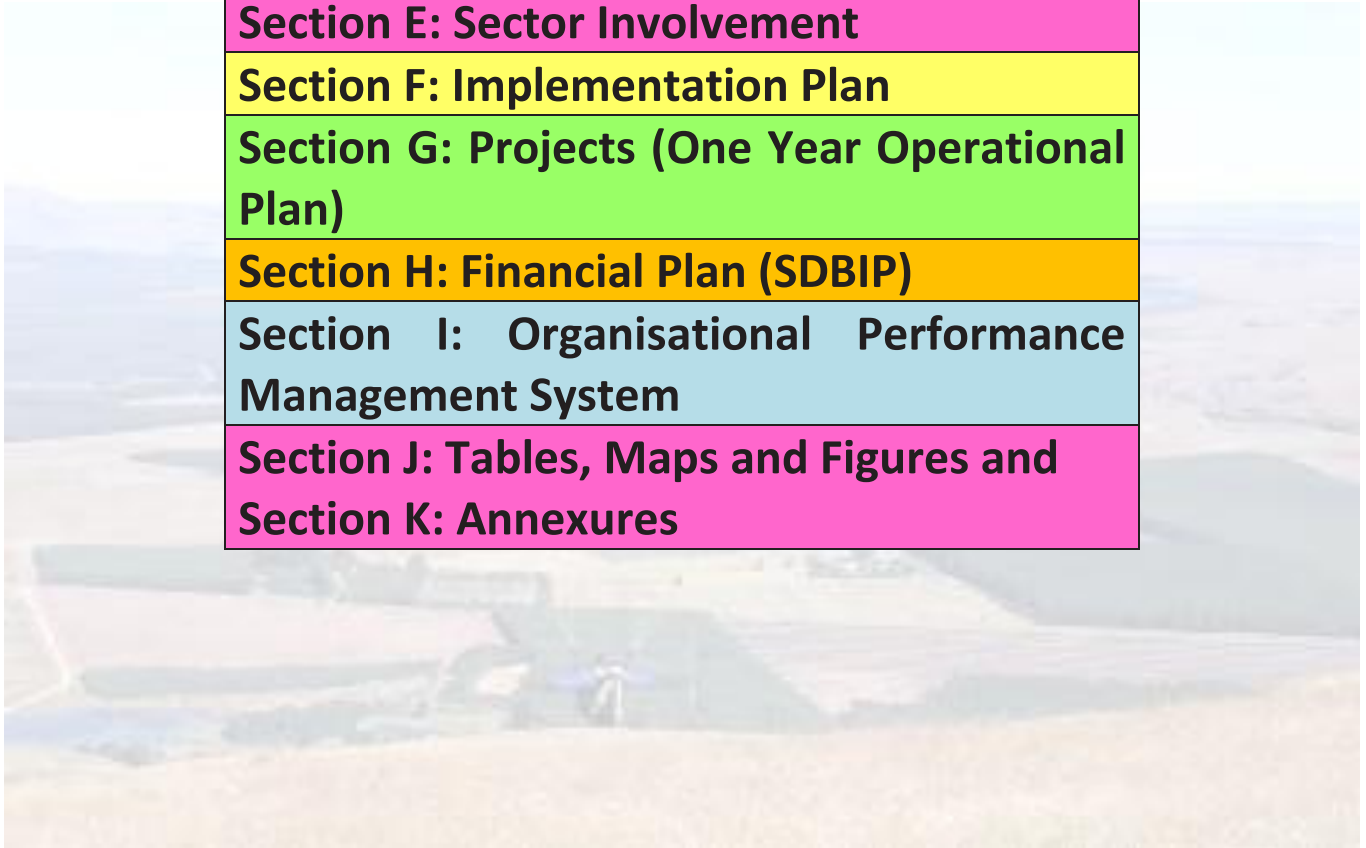 Section E: Sector Involvement
Section F: Implementation Plan
Section G: Projects (One Year Operational
Plan)
Section H: Financial Plan (SDBIP)
Section I: Organisational Performance
Management System
Section J: Tables, Maps and Figures and
Section K: Annexures